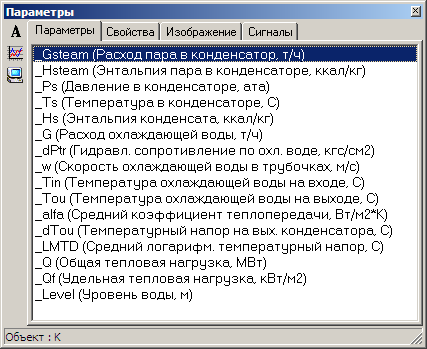 Параметры
Параметры Свойства Изображение Сигналы
A
_Gsteam (Расход пара в конденсатор, т/ч)
_Hsteam (Энтальпия пара в конденсаторе, ккал/кг)
_Ps (Давление в конденсаторе, ата)
_Ts (Температура в конденсаторе, С)
_Hs (Энтальпия конденсата, ккал/кг)
_G (Расход охлаждающей воды, т/ч)
_dPtr (Гидравл. сопротивление по охл. воде, кгс/см2)
_w (Скорость охлаждающей воды в трубочках, м/с)
_Tin (Температура охлаждающей воды на входе, С)
_Tou (Температура охлаждающей воды на выходе, С)
_alfa (Средний коэффициент теплопередачи, Вт/м2*К)
_dTou (Температурный напор на вых. конденсатора, С)
_LMTD (Средний логарифм. температурный напор, С)
_Q (Общая тепловая нагрузка, МВт)
_Qf (Удельная тепловая нагрузка, кВт/м2)
_Level (Уровень воды, м)
Объект : K